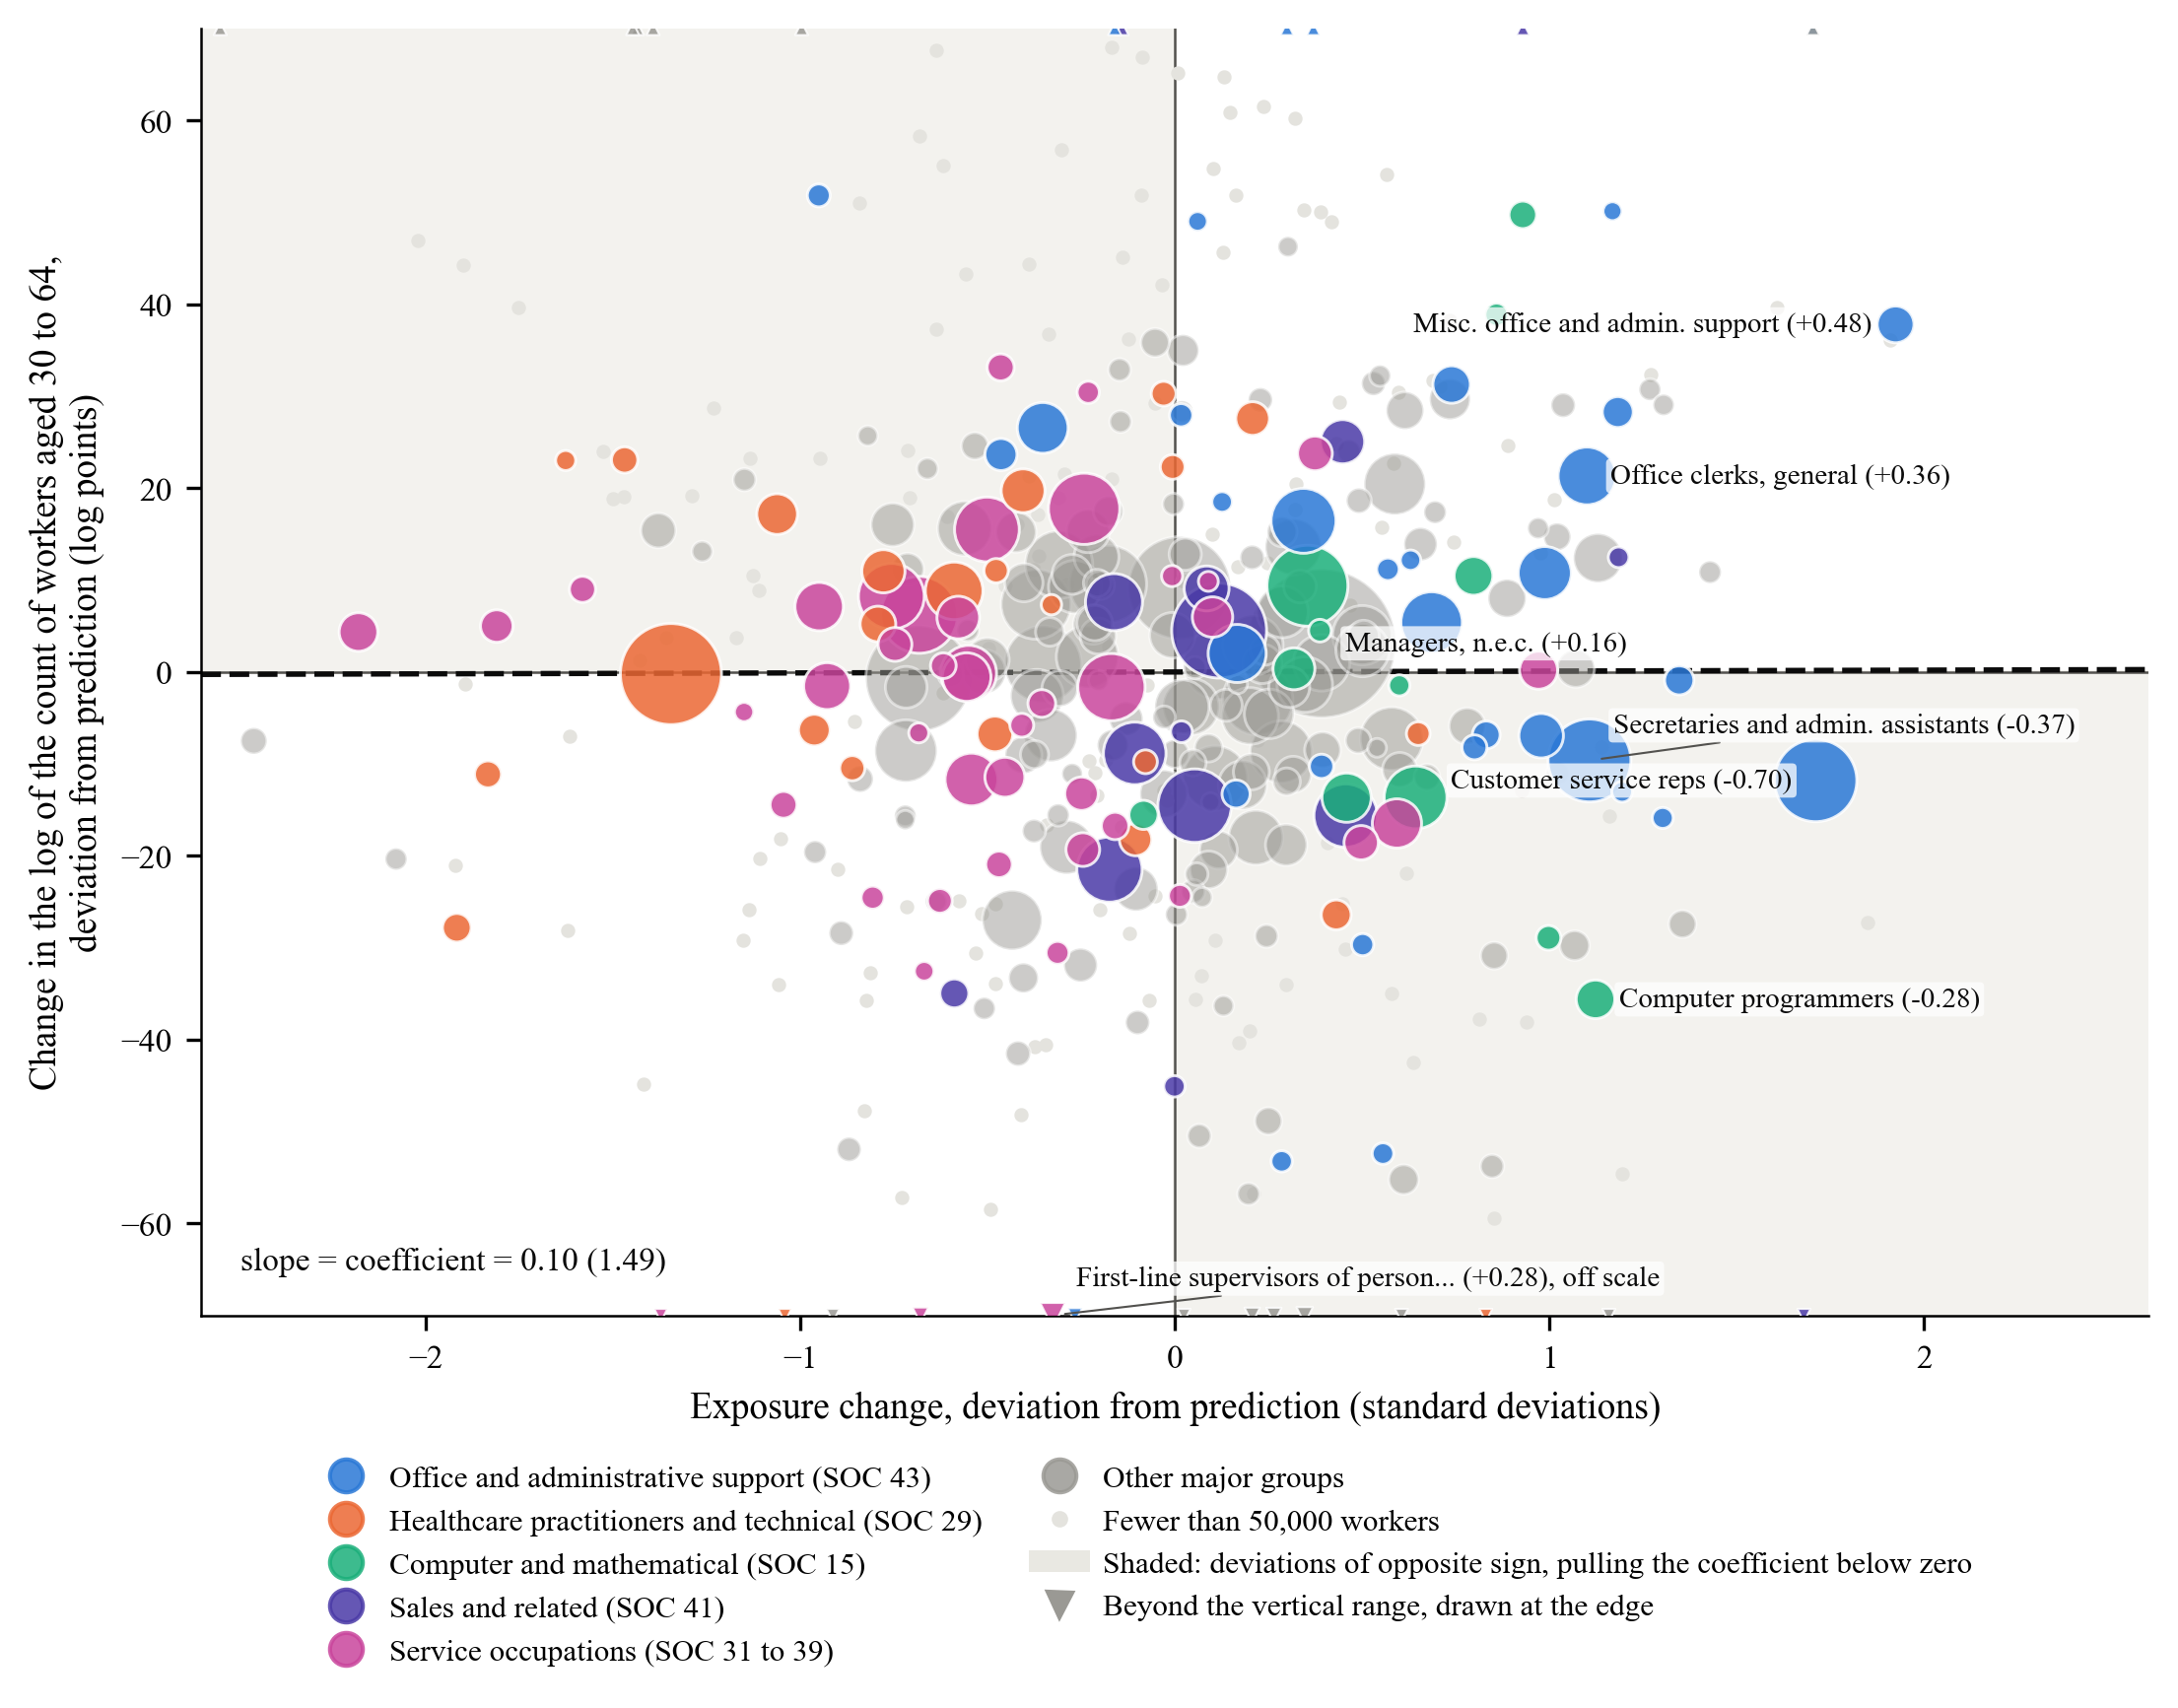 Change in the log of the count of workers aged 30 to 64,
deviation from prediction (log points)
60
40
20
0
−20
−40
−60
Misc. office and admin. support (+0.48)
Office clerks, general (+0.36)
Managers, n.e.c. (+0.16)
Secretaries and admin. assistants (-0.37)
Customer service reps (-0.70)
Computer programmers (-0.28)
slope = coefficient = 0.10 (1.49)
First-line supervisors of person... (+0.28), off scale
−2
−1
0
1
2
Exposure change, deviation from prediction (standard deviations)
Office and administrative support (SOC 43)
Healthcare practitioners and technical (SOC 29)
Computer and mathematical (SOC 15)
Sales and related (SOC 41)
Service occupations (SOC 31 to 39)
Other major groups
Fewer than 50,000 workers
Shaded: deviations of opposite sign, pulling the coefficient below zero
Beyond the vertical range, drawn at the edge